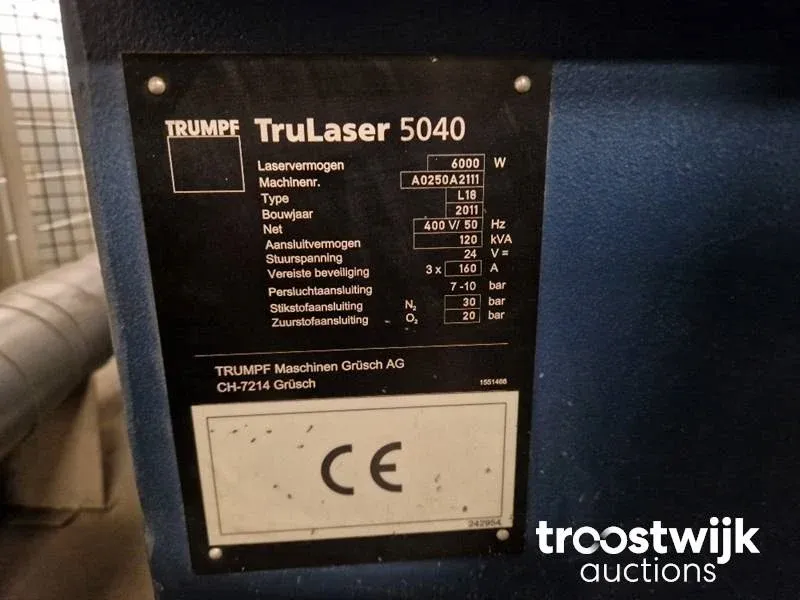 TRUMPF TruLaser 5040
Laservermogen 6000 W
Machinenr. A0250A2111
Type L18
Bouwjaar 2011
Net 400 V/ 50 Hz
Aansluitvermogen 120 kVA
Stuurspanning 24 V =
Vereiste beveiliging 3 x 160 A
Persluchtaansluiting 7 -10 bar
Stikstofaansluiting N₂ 30 bar
Zuurstofaansluiting O₂ 20 bar
TRUMPF Maschinen Grüsch AG
CH-7214 Grüsch 1551466
CE
242954
troostwijk
auctions